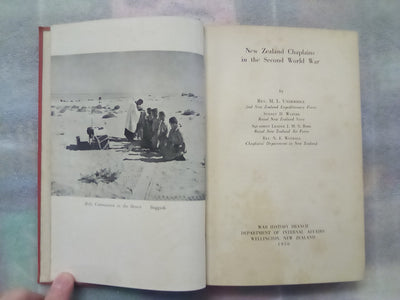 Holy Communion in the Desert Baggush
New Zealand Chaplains
in the Second World War
by
Rev. M. L. Underhill
2nd New Zealand Expeditionary Force
Sydney D. Waters
Royal New Zealand Navy
Squadron Leader J. M. S. Ross
Royal New Zealand Air Force
Rev. N. E. Winhall
Chaplains' Department in New Zealand
WAR HISTORY BRANCH
DEPARTMENT OF INTERNAL AFFAIRS
WELLINGTON, NEW ZEALAND
1950